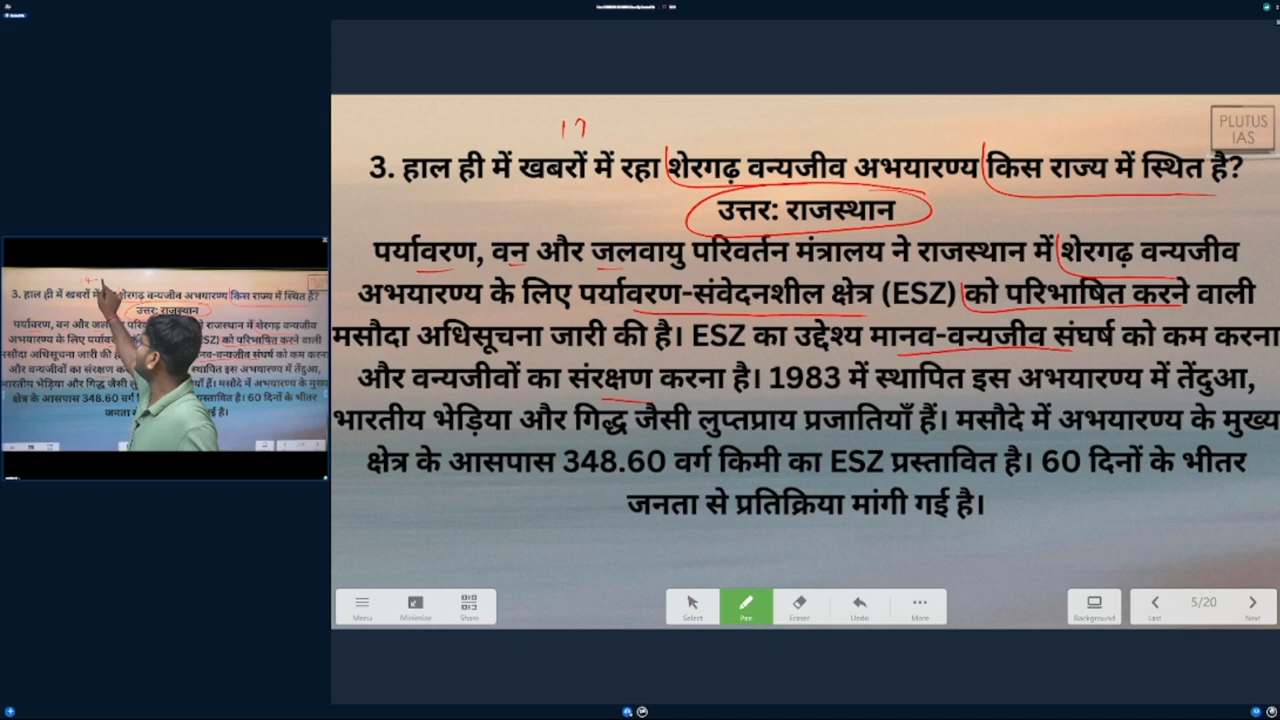 PLUTUS
IAS
17
3. हाल ही में खबरों में रहा शेरगढ़ वन्यजीव अभयारण्य किस राज्य में स्थित है?
उत्तर: राजस्थान
पर्यावरण, वन और जलवायु परिवर्तन मंत्रालय ने राजस्थान में शेरगढ़ वन्यजीव
अभयारण्य के लिए पर्यावरण-संवेदनशील क्षेत्र (ESZ) को परिभाषित करने वाली
मसौदा अधिसूचना जारी की है। ESZ का उद्देश्य मानव-वन्यजीव संघर्ष को कम करना
और वन्यजीवों का संरक्षण करना है। 1983 में स्थापित इस अभयारण्य में तेंदुआ,
भारतीय भेड़िया और गिद्ध जैसी लुप्तप्राय प्रजातियाँ हैं। मसौदे में अभयारण्य के मुख्य
क्षेत्र के आसपास 348.60 वर्ग किमी का ESZ प्रस्तावित है। 60 दिनों के भीतर
जनता से प्रतिक्रिया मांगी गई है।
Menu Minimize Share Select Pen Eraser Undo More Background Last 5/20 Next